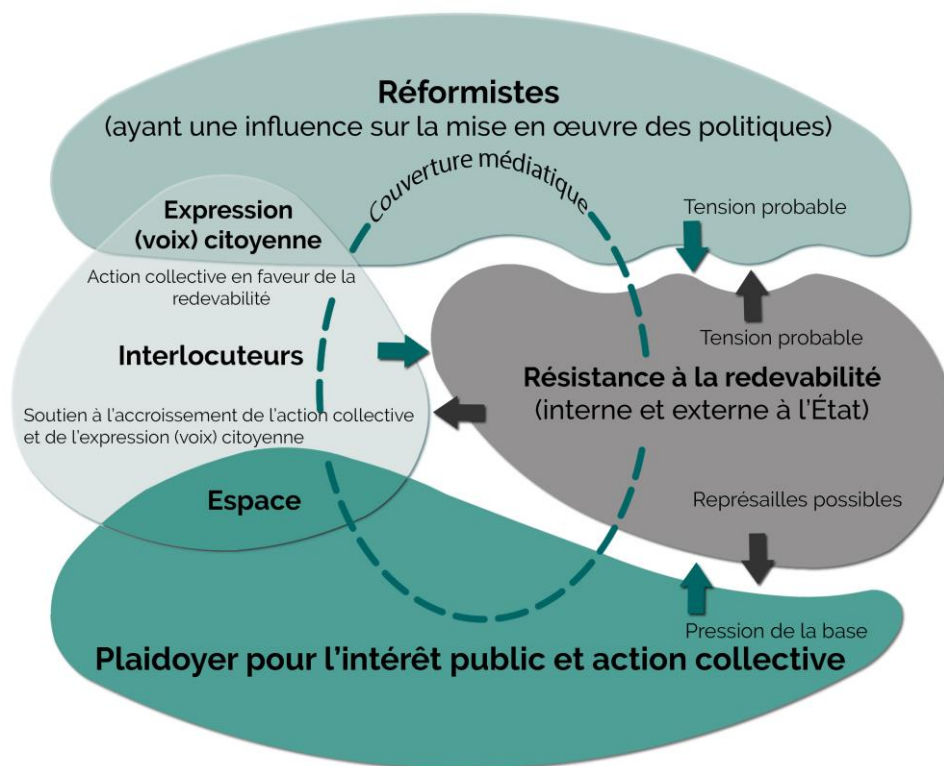 Réformistes
(ayant une influence sur la mise en œuvre des politiques)
Couverture médiatique
Expression
(voix) citoyenne
Action collective en faveur de la
redevabilité
Tension probable
Tension probable
Interlocuteurs
Résistance à la redevabilité
(interne et externe à l'État)
Soutien à l'accroissement de l'action collective
et de l'expression (voix) citoyenne
Espace
Représailles possibles
Pression de la base
Plaidoyer pour l'intérêt public et action collective